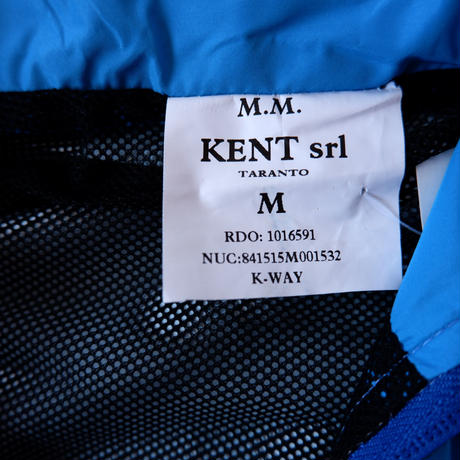 M.M.
KENT srl
TARANTO
M
RDO: 1016591
NUC:841515M001532
K-WAY